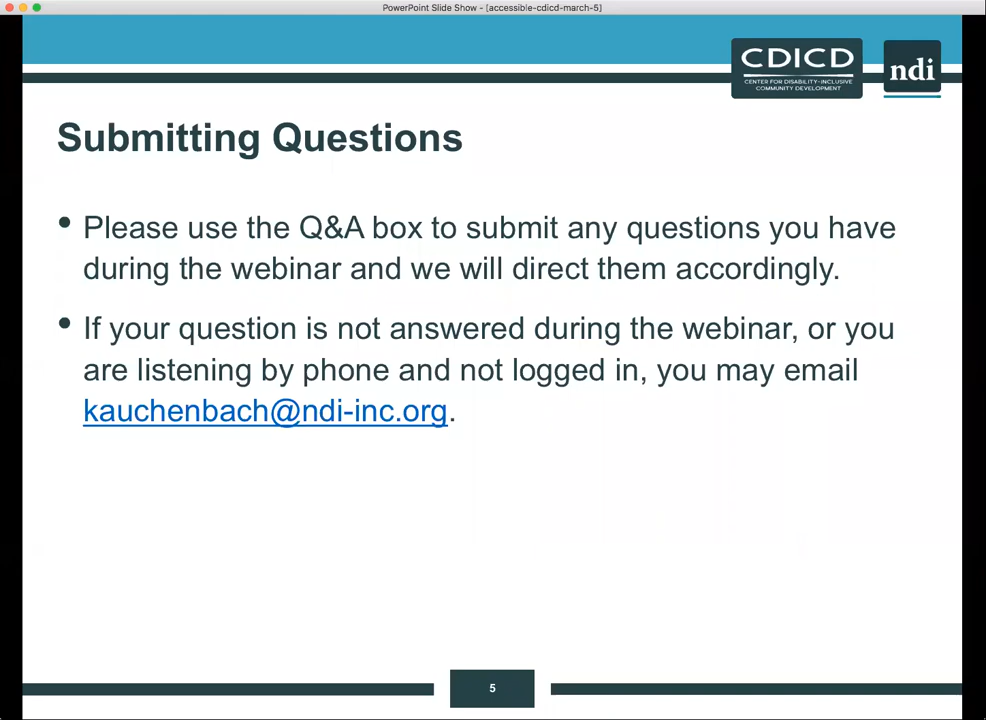 PowerPoint Slide Show - [accessible-cdicd-march-5]
CDICD
CENTER FOR DISABILITY-INCLUSIVE
COMMUNITY DEVELOPMENT
ndi
Submitting Questions
• Please use the Q&A box to submit any questions you have
during the webinar and we will direct them accordingly.
• If your question is not answered during the webinar, or you
are listening by phone and not logged in, you may email
kauchenbach@ndi-inc.org.
5